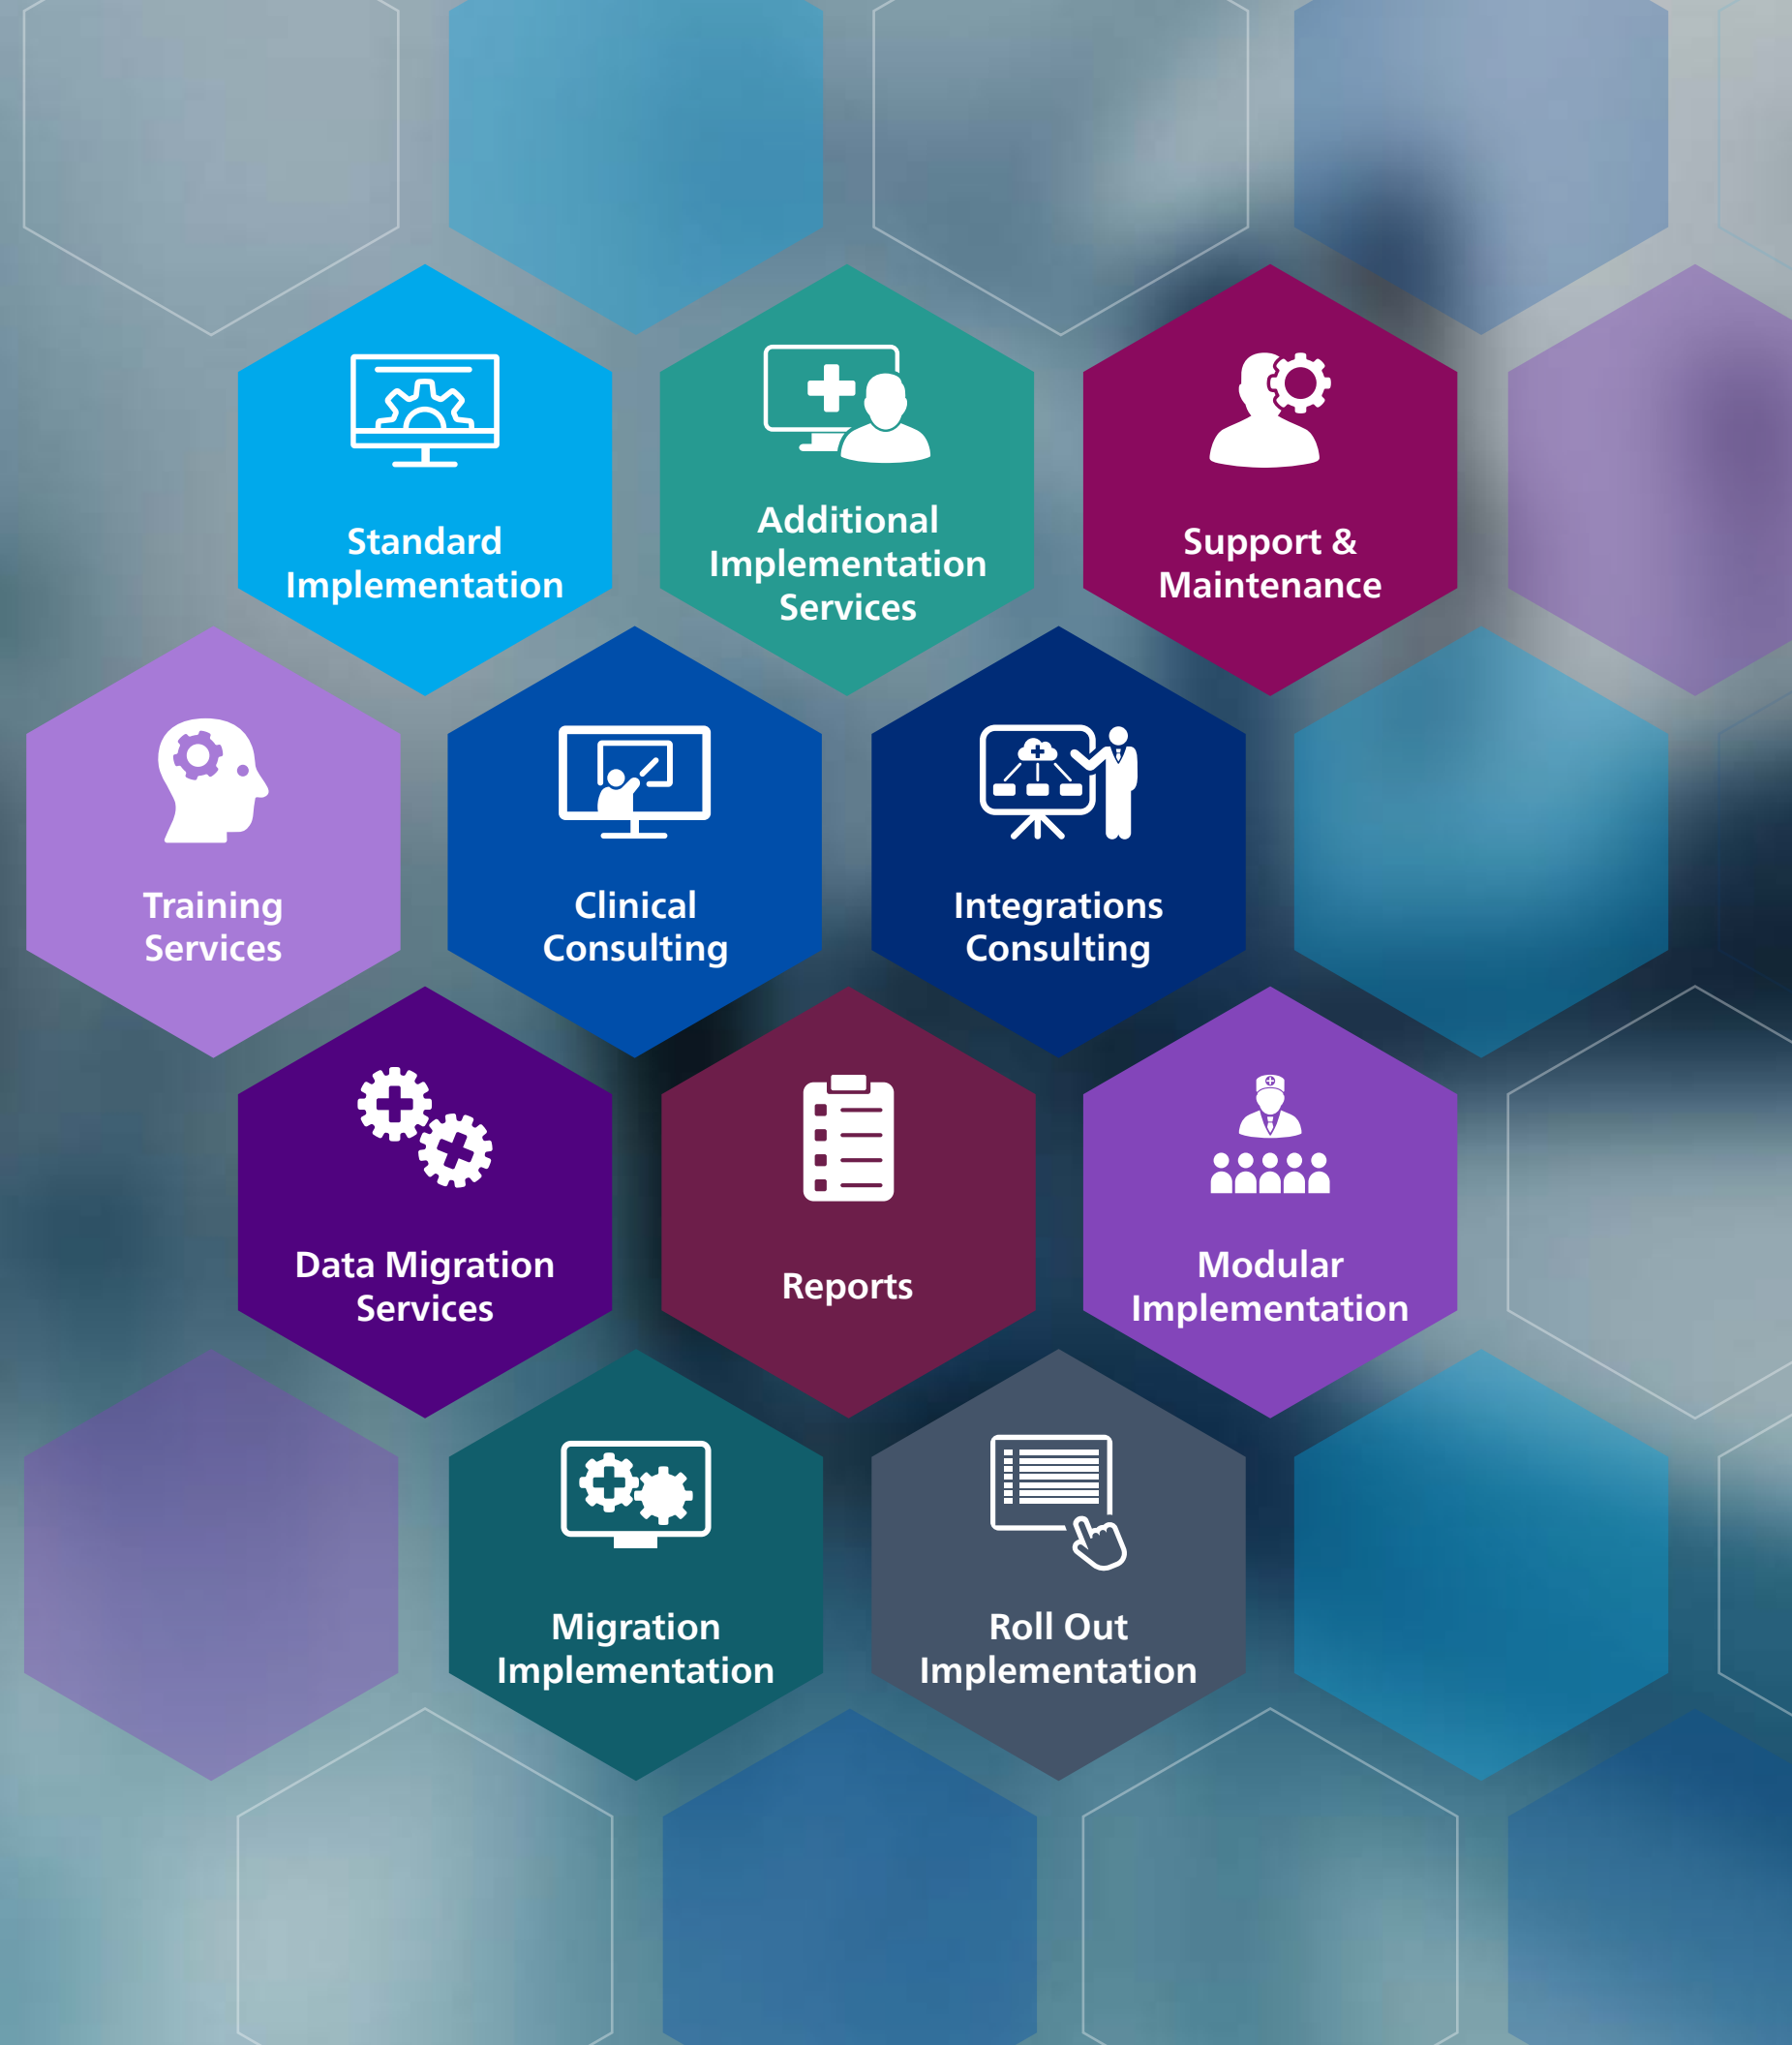 Standard
Implementation
Additional
Implementation
Services
Support &
Maintenance
Training
Services
Clinical
Consulting
Integrations
Consulting
Data Migration
Services
Reports
Modular
Implementation
Migration
Implementation
Roll Out
Implementation